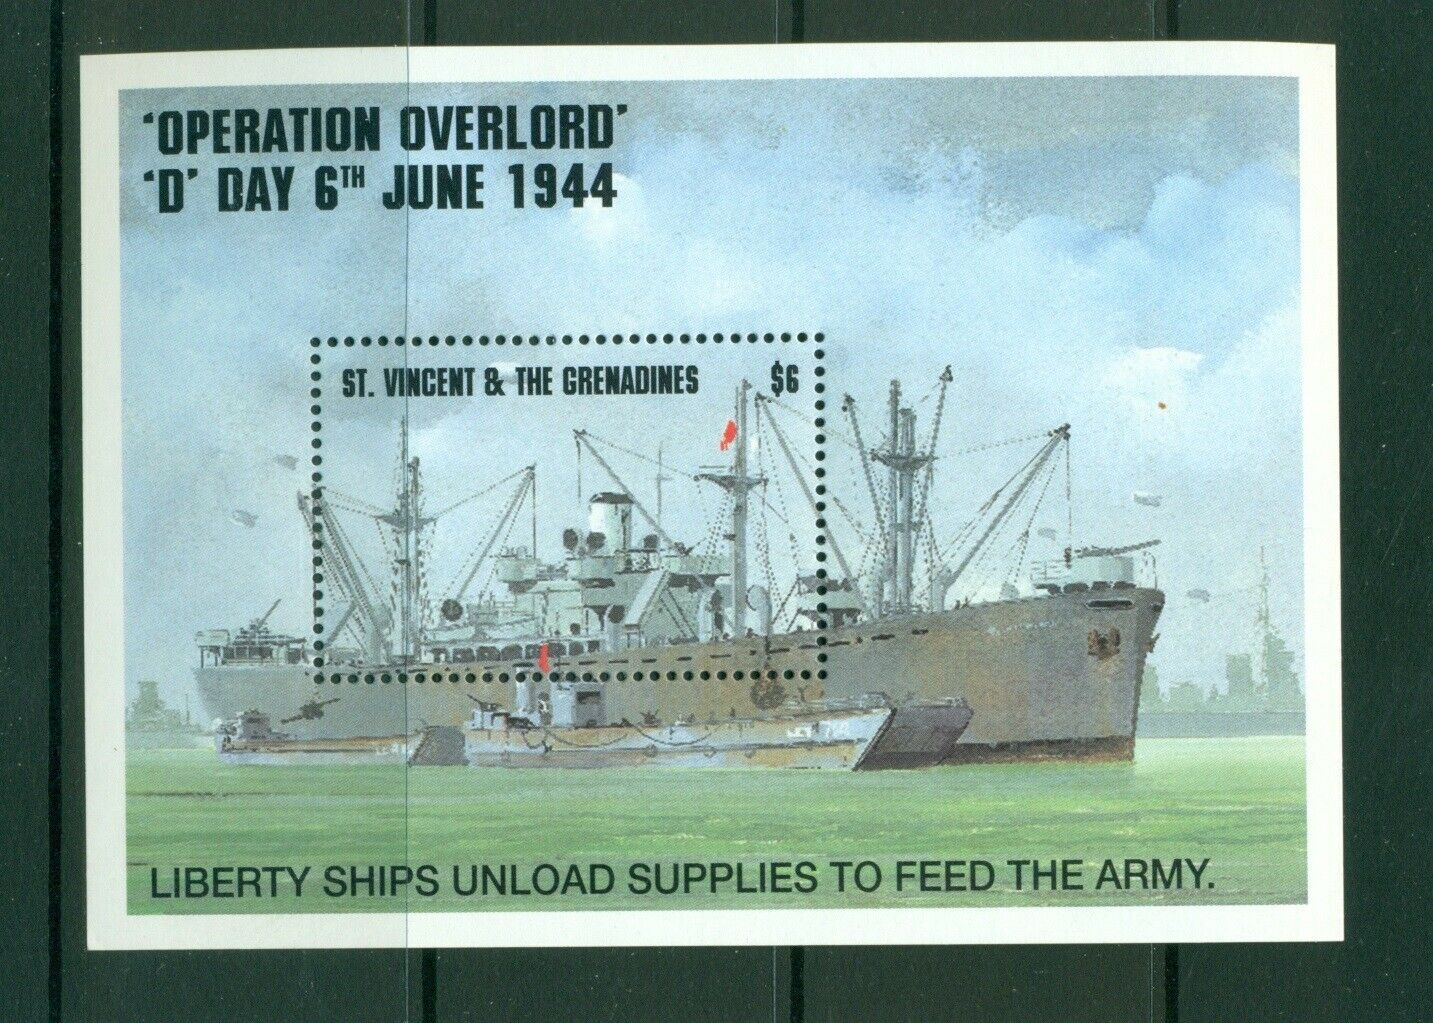 'OPERATION OVERLORD'
'D' DAY 6TH JUNE 1944
ST. VINCENT & THE GRENADINES $6
LIBERTY SHIPS UNLOAD SUPPLIES TO FEED THE ARMY.